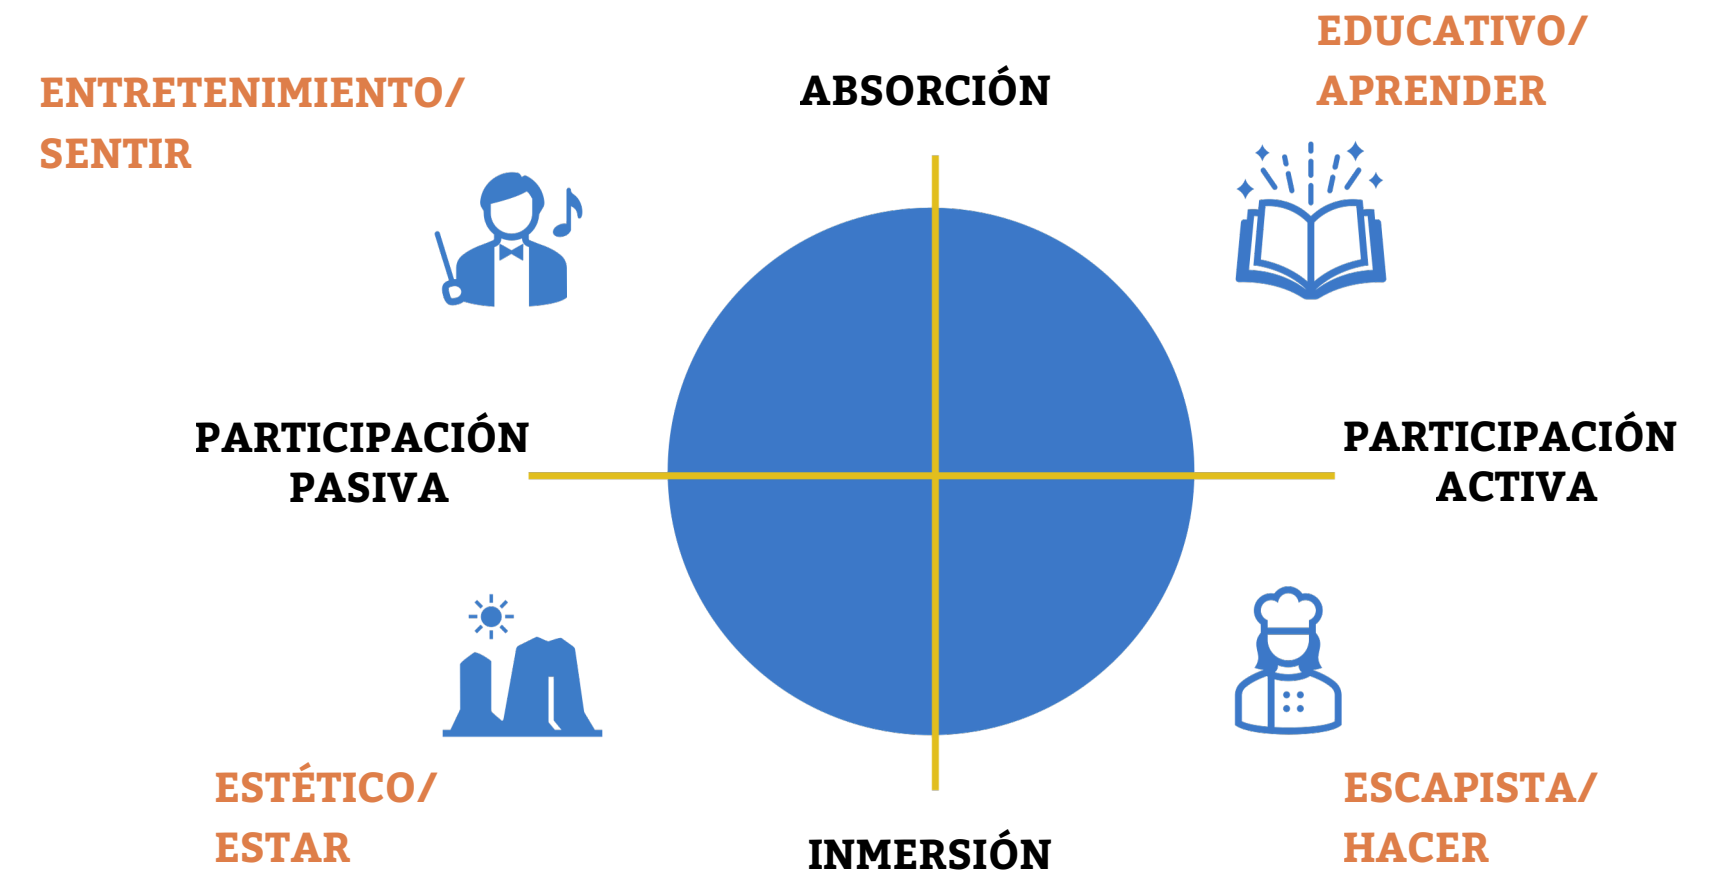 EDUCATIVO/
APRENDER
ENTRETENIMIENTO/
SENTIR
ABSORCIÓN
PARTICIPACIÓN
PASIVA
PARTICIPACIÓN
ACTIVA
ESTÉTICO/
ESTAR
INMERSIÓN
ESCAPISTA/
HACER